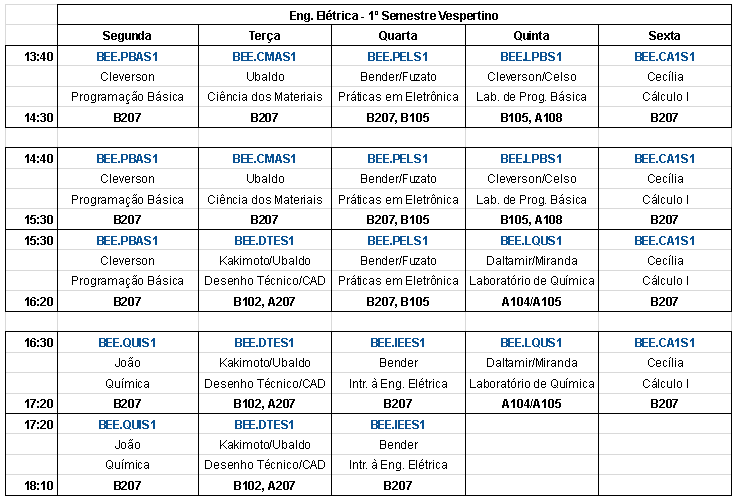 Eng. Elétrica - 1º Semestre Vespertino
Segunda Terça Quarta Quinta Sexta
13:40 BEE.PBAS1 BEE.CMAS1 BEE.PELS1 BEE.LPBS1 BEE.CA1S1
Cleverson Ubaldo Bender/Fuzato Cleverson/Celso Cecília
Programação Básica Ciência dos Materiais Práticas em Eletrônica Lab. de Prog. Básica Cálculo I
14:30 B207 B207 B207, B105 B105, A108 B207
14:40 BEE.PBAS1 BEE.CMAS1 BEE.PELS1 BEE.LPBS1 BEE.CA1S1
Cleverson Ubaldo Bender/Fuzato Cleverson/Celso Cecília
Programação Básica Ciência dos Materiais Práticas em Eletrônica Lab. de Prog. Básica Cálculo I
15:30 B207 B207 B207, B105 B105, A108 B207
15:30 BEE.PBAS1 BEE.DTES1 BEE.PELS1 BEE.LQUS1 BEE.CA1S1
Cleverson Kakimoto/Ubaldo Bender/Fuzato Daltamir/Miranda Cecília
Programação Básica Desenho Técnico/CAD Práticas em Eletrônica Laboratório de Química Cálculo I
16:20 B207 B102, A207 B207, B105 A104/A105 B207
16:30 BEE.QUIS1 BEE.DTES1 BEE.IEES1 BEE.LQUS1 BEE.CA1S1
João Kakimoto/Ubaldo Bender Daltamir/Miranda Cecília
Química Desenho Técnico/CAD Intr. à Eng. Elétrica Laboratório de Química Cálculo I
17:20 B207 B102, A207 B207 A104/A105 B207
17:20 BEE.QUIS1 BEE.DTES1 BEE.IEES1
João Kakimoto/Ubaldo Bender
Química Desenho Técnico/CAD Intr. à Eng. Elétrica
18:10 B207 B102, A207 B207